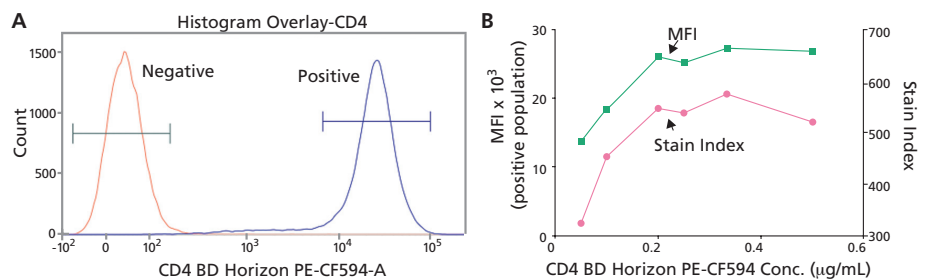 A
Histogram Overlay-CD4
1500
1000
500
0
Count
Negative
Positive
-10²
0
10²
10³
10⁴
10⁵
CD4 BD Horizon PE-CF594-A
B
30
20
10
0
MFI x 10³
(positive population)
MFI
Stain Index
700
600
500
400
300
Stain Index
0
0.2
0.4
0.6
CD4 BD Horizon PE-CF594 Conc. (μg/mL)